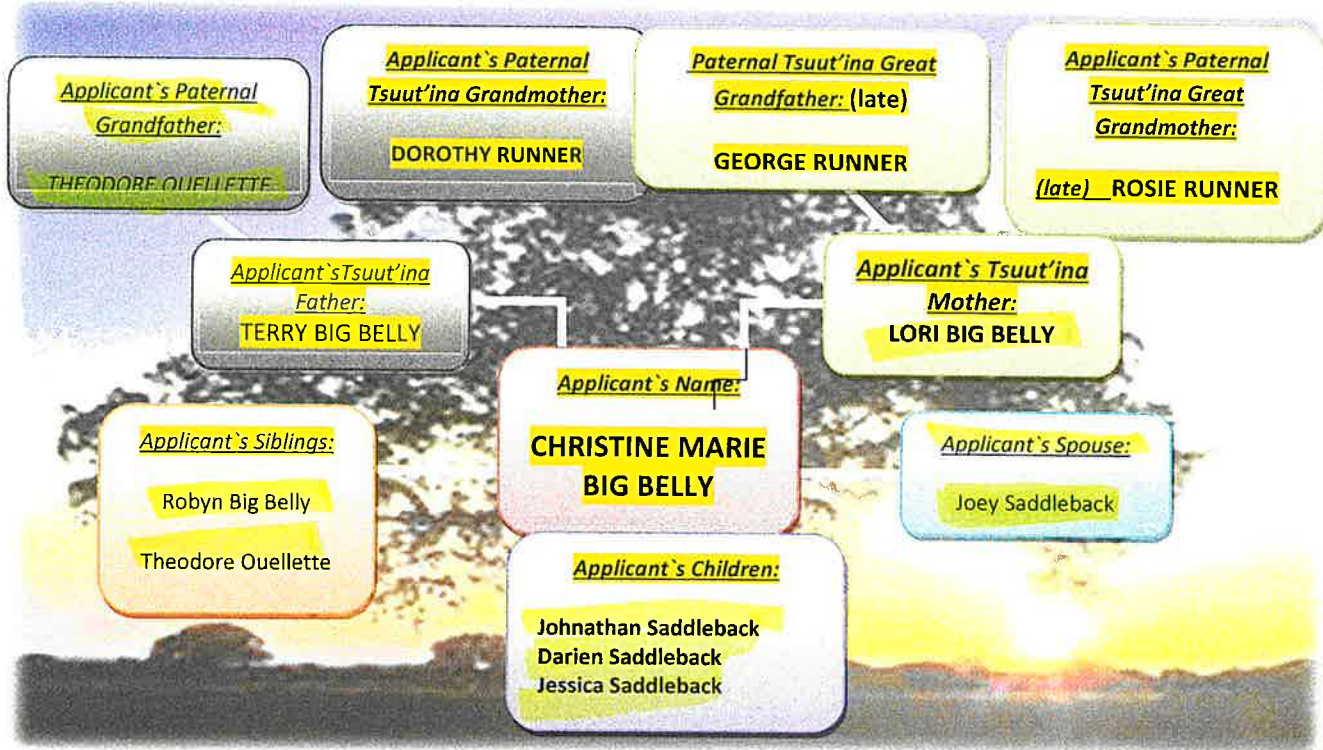 Applicant`s Paternal
Grandfather:
THEODORE OUELLETTE
Applicant`s Paternal
Tsuut'ina Grandmother:
DOROTHY RUNNER
Paternal Tsuut'ina Great
Grandfather: (late)
GEORGE RUNNER
Applicant`s Paternal
Tsuut'ina Great
Grandmother:
(late) ROSIE RUNNER
Applicant`sTsuut'ina
Father:
TERRY BIG BELLY
Applicant`s Tsuut'ina
Mother:
LORI BIG BELLY
Applicant`s Name:
CHRISTINE MARIE
BIG BELLY
Applicant`s Siblings:
Robyn Big Belly
Theodore Ouellette
Applicant`s Spouse:
Joey Saddleback
Applicant`s Children:
Johnathan Saddleback
Darien Saddleback
Jessica Saddleback